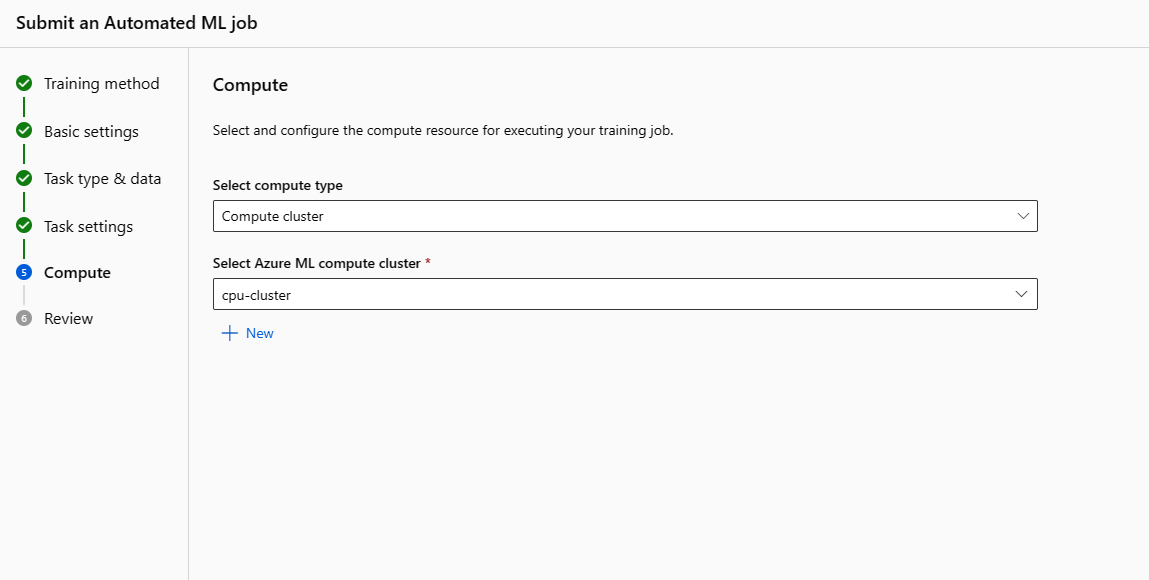 Submit an Automated ML job
Training method
Basic settings
Task type & data
Task settings
5 Compute
6 Review
Compute
Select and configure the compute resource for executing your training job.
Select compute type
Compute cluster
Select Azure ML compute cluster *
cpu-cluster
+ New